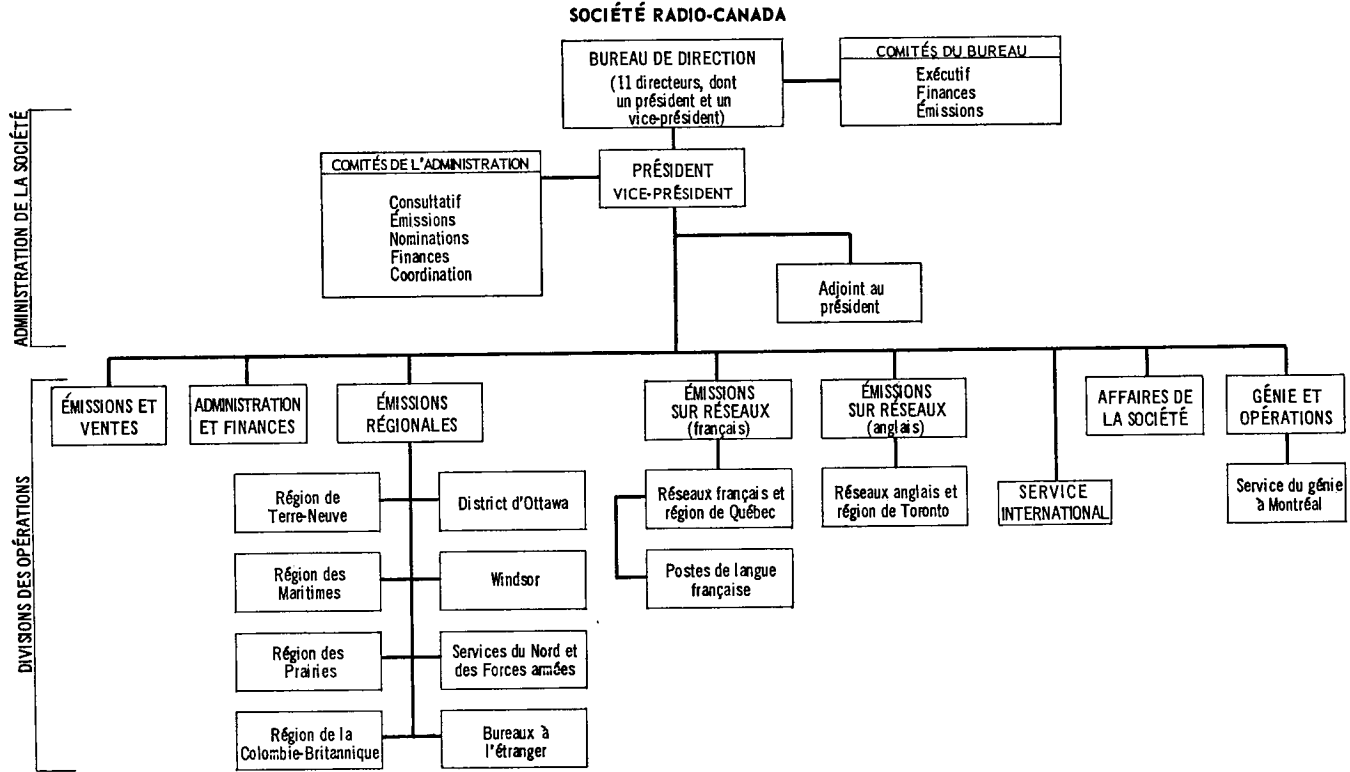 SOCIÉTÉ RADIO-CANADA
BUREAU DE DIRECTION
(11 directeurs, dont
un président et un
vice-président)
COMITÉS DU BUREAU
Exécutif
Finances
Émissions
ADMINISTRATION DE LA SOCIÉTÉ
COMITÉS DE L'ADMINISTRATION
Consultatif
Émissions
Nominations
Finances
Coordination
PRÉSIDENT
VICE-PRÉSIDENT
Adjoint au
président
DIVISIONS DES OPÉRATIONS
ÉMISSIONS ET
VENTES
ADMINISTRATION
ET FINANCES
ÉMISSIONS
RÉGIONALES
ÉMISSIONS
SUR RÉSEAUX
(français)
ÉMISSIONS
SUR RÉSEAUX
(anglais)
AFFAIRES DE
LA SOCIÉTÉ
GÉNIE ET
OPÉRATIONS
Région de
Terre-Neuve
District d'Ottawa
Réseaux français et
région de Québec
Réseaux anglais et
région de Toronto
SERVICE
INTERNATIONAL
Service du génie
à Montréal
Région des
Maritimes
Windsor
Postes de langue
française
Région des
Prairies
Services du Nord et
des Forces armées
Région de la
Colombie-Britannique
Bureaux à
l'étranger